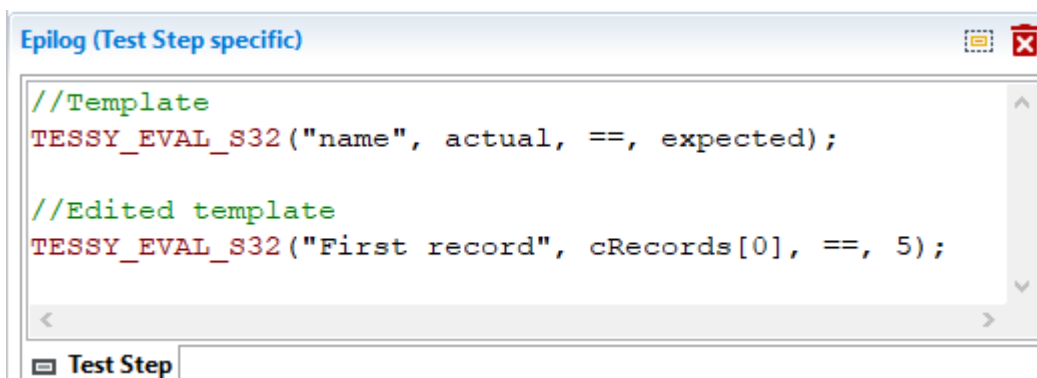 Epilog (Test Step specific)
//Template
TESSY_EVAL_S32("name", actual, ==, expected);
//Edited template
TESSY_EVAL_S32("First record", cRecords[0], ==, 5);
Test Step